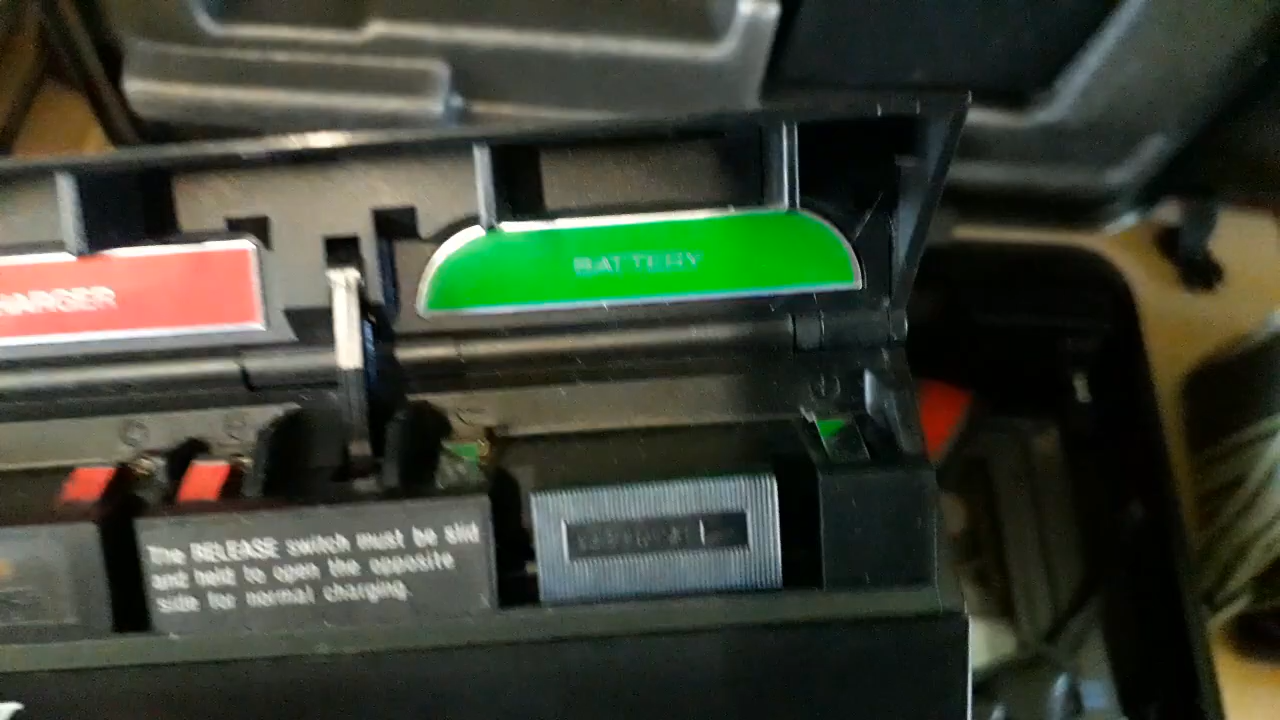 BATTERY
HARGER
The RELEASE switch must be slid
and held to open the opposite
side for normal charging.